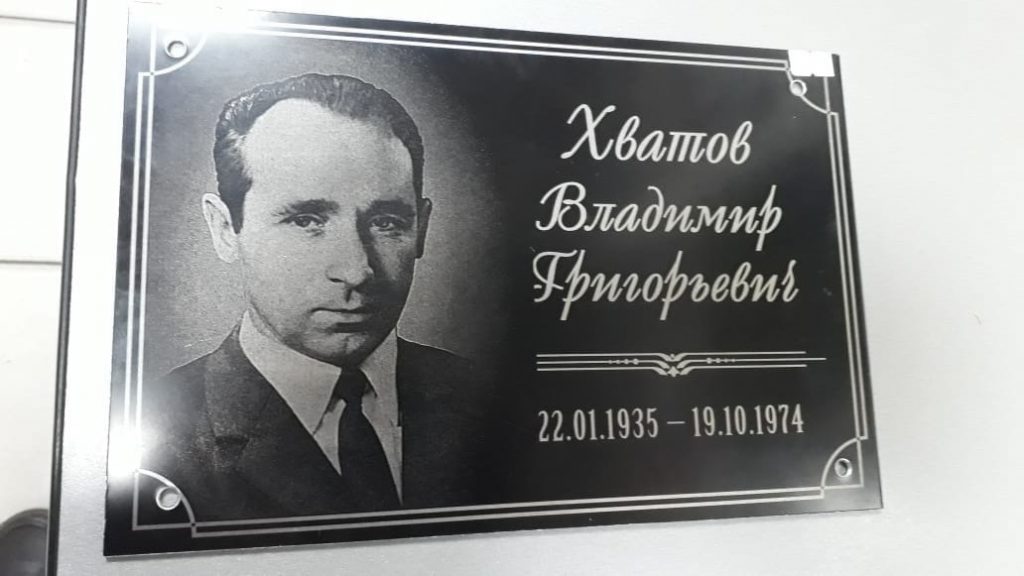 Хватов
Владимир
Григорьевич
22.01.1935 – 19.10.1974